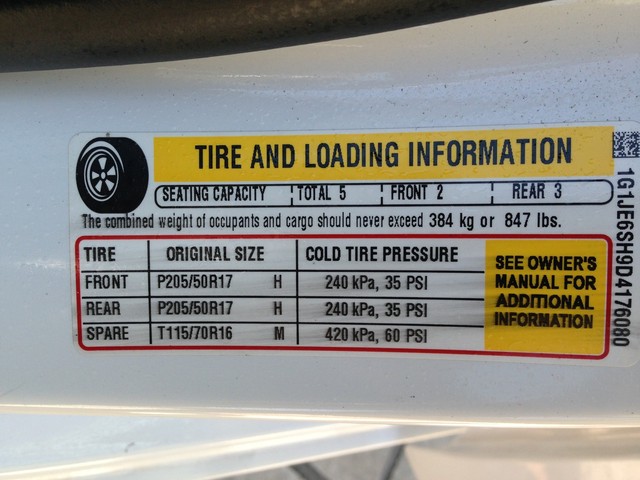 TIRE AND LOADING INFORMATION
SEATING CAPACITY TOTAL 5 FRONT 2 REAR 3
The combined weight of occupants and cargo should never exceed 384 kg or 847 lbs.
TIRE ORIGINAL SIZE COLD TIRE PRESSURE
FRONT P205/50R17 H 240 kPa, 35 PSI
REAR P205/50R17 H 240 kPa, 35 PSI
SPARE T115/70R16 M 420 kPa, 60 PSI
SEE OWNER'S
MANUAL FOR
ADDITIONAL
INFORMATION
1G1JE6SH9D4176080